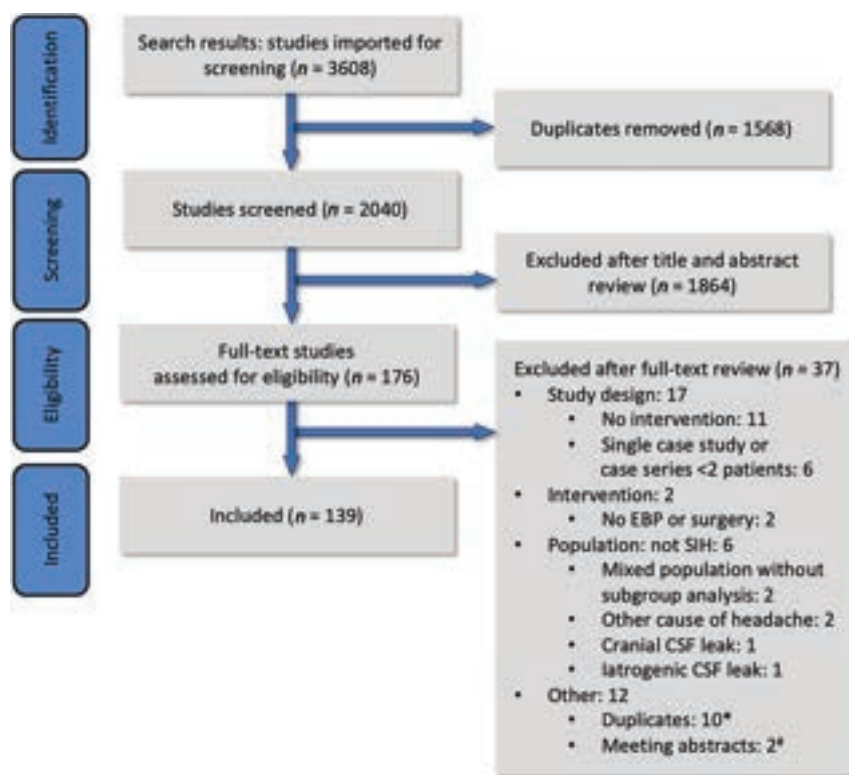 Identification
Search results: studies imported for
screening (n = 3608)
Duplicates removed (n = 1568)
Screening
Studies screened (n = 2040)
Excluded after title and abstract
review (n = 1864)
Eligibility
Full-text studies
assessed for eligibility (n = 176)
Excluded after full-text review (n = 37)
• Study design: 17
• No intervention: 11
• Single case study or
case series <2 patients: 6
• Intervention: 2
• No EBP or surgery: 2
• Population: not SIH: 6
• Mixed population without
subgroup analysis: 2
• Other cause of headache: 2
• Cranial CSF leak: 1
• Iatrogenic CSF leak: 1
• Other: 12
• Duplicates: 10*
• Meeting abstracts: 2#
Included
Included (n = 139)